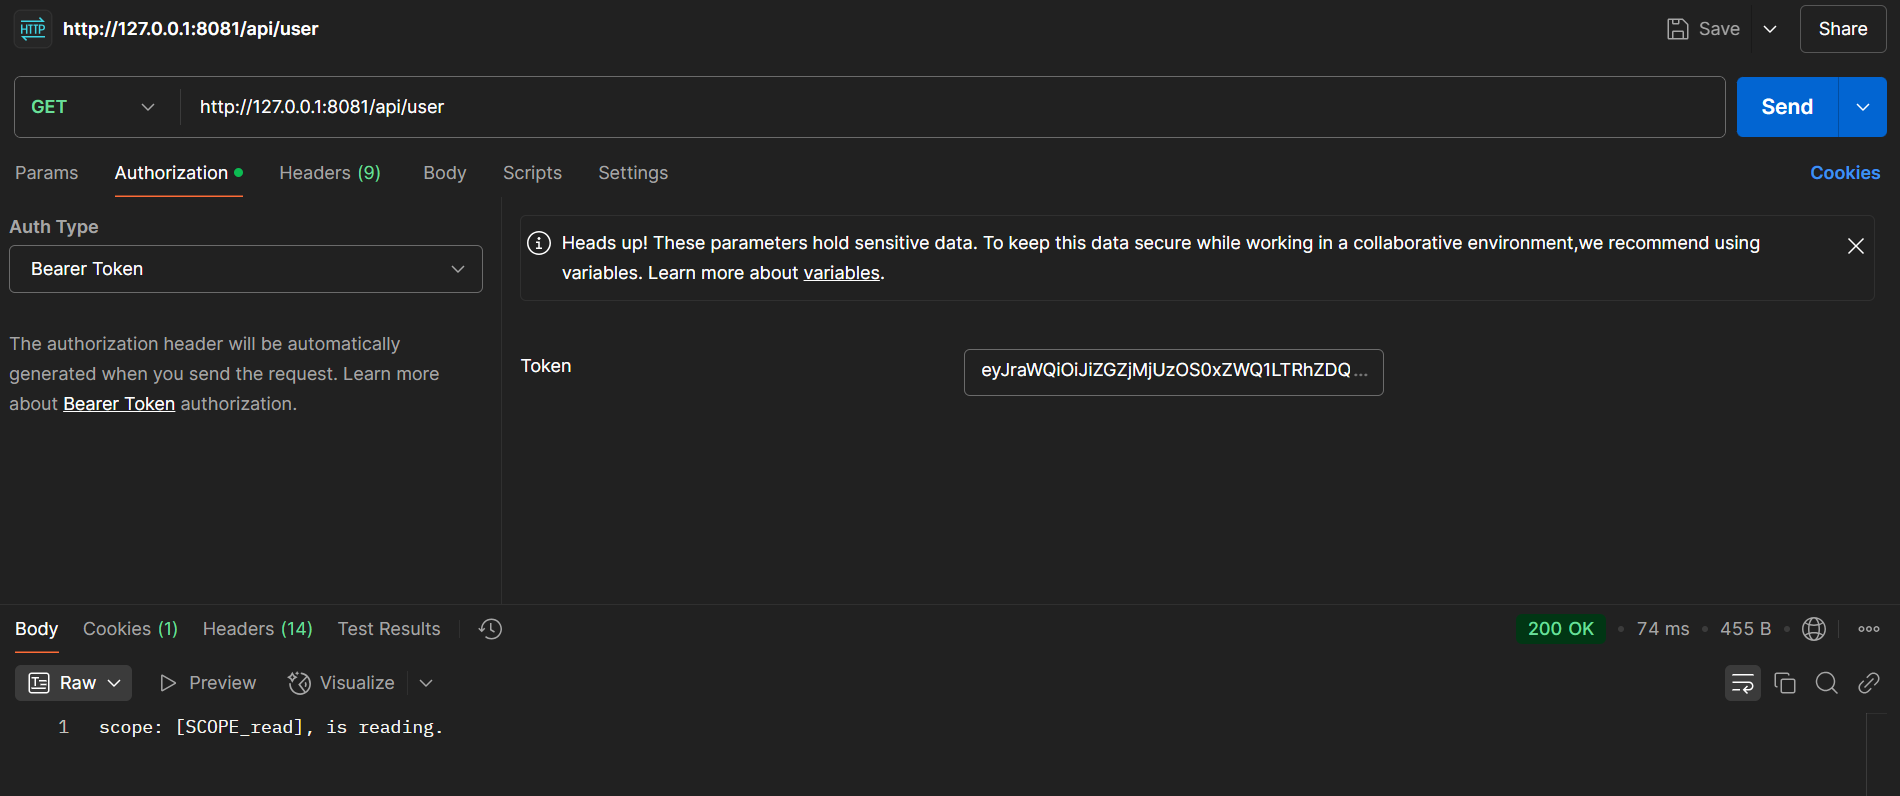 HTTP http://127.0.0.1:8081/api/user Save Share
GET http://127.0.0.1:8081/api/user Send
Params Authorization Headers (9) Body Scripts Settings Cookies
Auth Type
Bearer Token
The authorization header will be automatically
generated when you send the request. Learn more
about Bearer Token authorization.
Heads up! These parameters hold sensitive data. To keep this data secure while working in a collaborative environment,we recommend using
variables. Learn more about variables.
Token eyJraWQiOiJiZGZjMjUzOS0xZWQ1LTRhZDQ...
Body Cookies (1) Headers (14) Test Results 200 OK • 74 ms • 455 B •
Raw Preview Visualize
1 scope: [SCOPE_read], is reading.